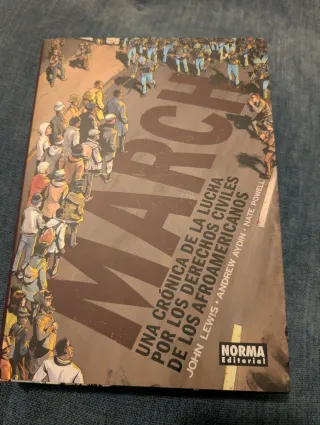 MARCH
UNA CRÓNICA DE LA LUCHA
POR LOS DERECHOS CIVILES
DE LOS AFROAMERICANOS
JOHN LEWIS · ANDREW AYDIN · NATE POWELL
NORMA
Editorial